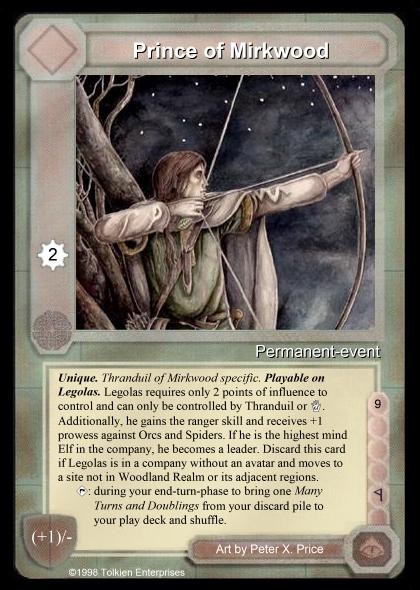 Prince of Mirkwood
2
Permanent-event
Unique. Thranduil of Mirkwood specific. Playable on
Legolas. Legolas requires only 2 points of influence to
control and can only be controlled by Thranduil or
Additionally, he gains the ranger skill and receives +1
prowess against Orcs and Spiders. If he is the highest mind
Elf in the company, he becomes a leader. Discard this card
if Legolas is in a company without an avatar and moves to
a site not in Woodland Realm or its adjacent regions.
: during your end-turn-phase to bring one Many
Turns and Doublings from your discard pile to
your play deck and shuffle.
9
(+1)/-
Art by Peter X. Price
©1998 Tolkien Enterprises